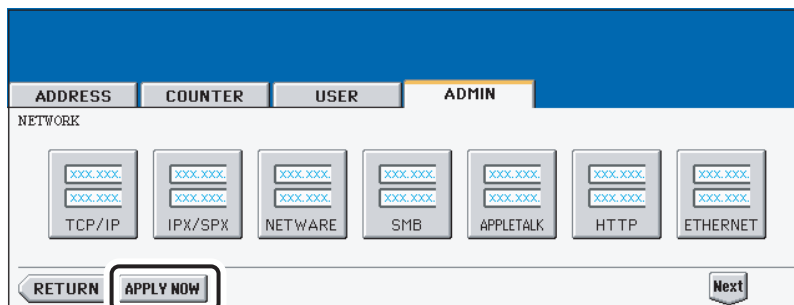 ADDRESS COUNTER USER ADMIN
NETWORK
xxx.xxx. xxx.xxx. xxx.xxx. xxx.xxx. xxx.xxx. xxx.xxx. xxx.xxx.
xxx.xxx. xxx.xxx. xxx.xxx. xxx.xxx. xxx.xxx. xxx.xxx. xxx.xxx.
TCP/IP IPX/SPX NETWARE SMB APPLETALK HTTP ETHERNET
RETURN APPLY NOW Next